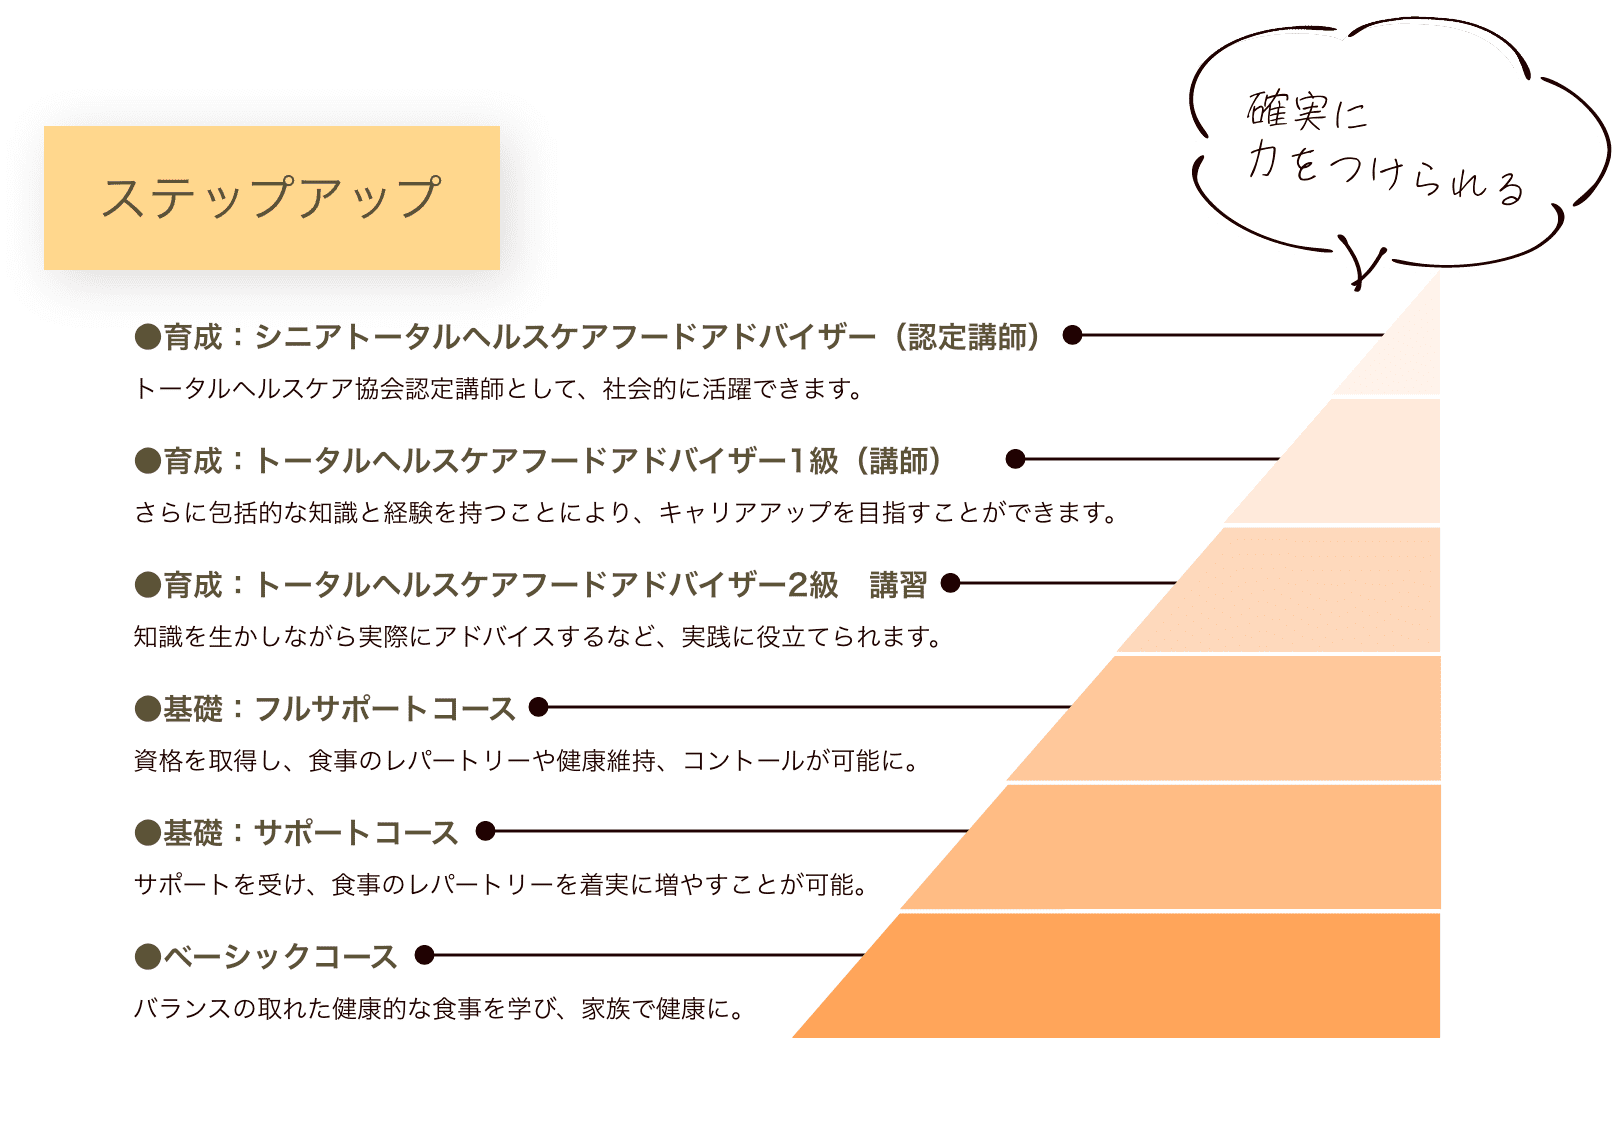 確実に
力をつけられる
ステップアップ
●育成：シニアトータルヘルスケアフードアドバイザー（認定講師）
トータルヘルスケア協会認定講師として、社会的に活躍できます。
●育成：トータルヘルスケアフードアドバイザー1級（講師）
さらに包括的な知識と経験を持つことにより、キャリアアップを目指すことができます。
●育成：トータルヘルスケアフードアドバイザー2級　講習
知識を生かしながら実際にアドバイスするなど、実践に役立てられます。
●基礎：フルサポートコース
資格を取得し、食事のレパートリーや健康維持、コントールが可能に。
●基礎：サポートコース
サポートを受け、食事のレパートリーを着実に増やすことが可能。
●ベーシックコース
バランスの取れた健康的な食事を学び、家族で健康に。